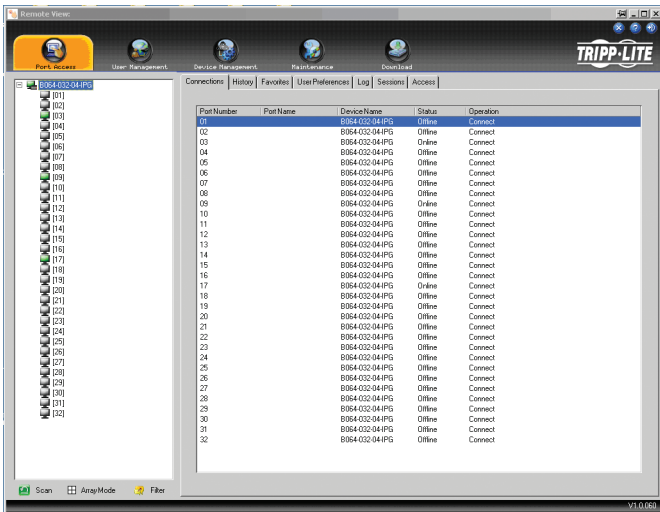 Remote View:
Port Access User Management Device Management Maintenance Download
TRIPP·LITE
B064-032-04-IPG
[01]
[02]
[03]
[04]
[05]
[06]
[07]
[08]
[09]
[10]
[11]
[12]
[13]
[14]
[15]
[16]
[17]
[18]
[19]
[20]
[21]
[22]
[23]
[24]
[25]
[26]
[27]
[28]
[29]
[30]
[31]
[32]
Scan Array Mode Filter
Connections History Favorites User Preferences Log Sessions Access
Port Number Port Name Device Name Status Operation
01 B064-032-04-IPG Offline Connect
02 B064-032-04-IPG Offline Connect
03 B064-032-04-IPG Online Connect
04 B064-032-04-IPG Offline Connect
05 B064-032-04-IPG Offline Connect
06 B064-032-04-IPG Offline Connect
07 B064-032-04-IPG Offline Connect
08 B064-032-04-IPG Offline Connect
09 B064-032-04-IPG Online Connect
10 B064-032-04-IPG Offline Connect
11 B064-032-04-IPG Offline Connect
12 B064-032-04-IPG Offline Connect
13 B064-032-04-IPG Offline Connect
14 B064-032-04-IPG Offline Connect
15 B064-032-04-IPG Offline Connect
16 B064-032-04-IPG Offline Connect
17 B064-032-04-IPG Online Connect
18 B064-032-04-IPG Offline Connect
19 B064-032-04-IPG Offline Connect
20 B064-032-04-IPG Offline Connect
21 B064-032-04-IPG Offline Connect
22 B064-032-04-IPG Offline Connect
23 B064-032-04-IPG Offline Connect
24 B064-032-04-IPG Offline Connect
25 B064-032-04-IPG Offline Connect
26 B064-032-04-IPG Offline Connect
27 B064-032-04-IPG Offline Connect
28 B064-032-04-IPG Offline Connect
29 B064-032-04-IPG Offline Connect
30 B064-032-04-IPG Offline Connect
31 B064-032-04-IPG Offline Connect
32 B064-032-04-IPG Offline Connect
V1.0.060